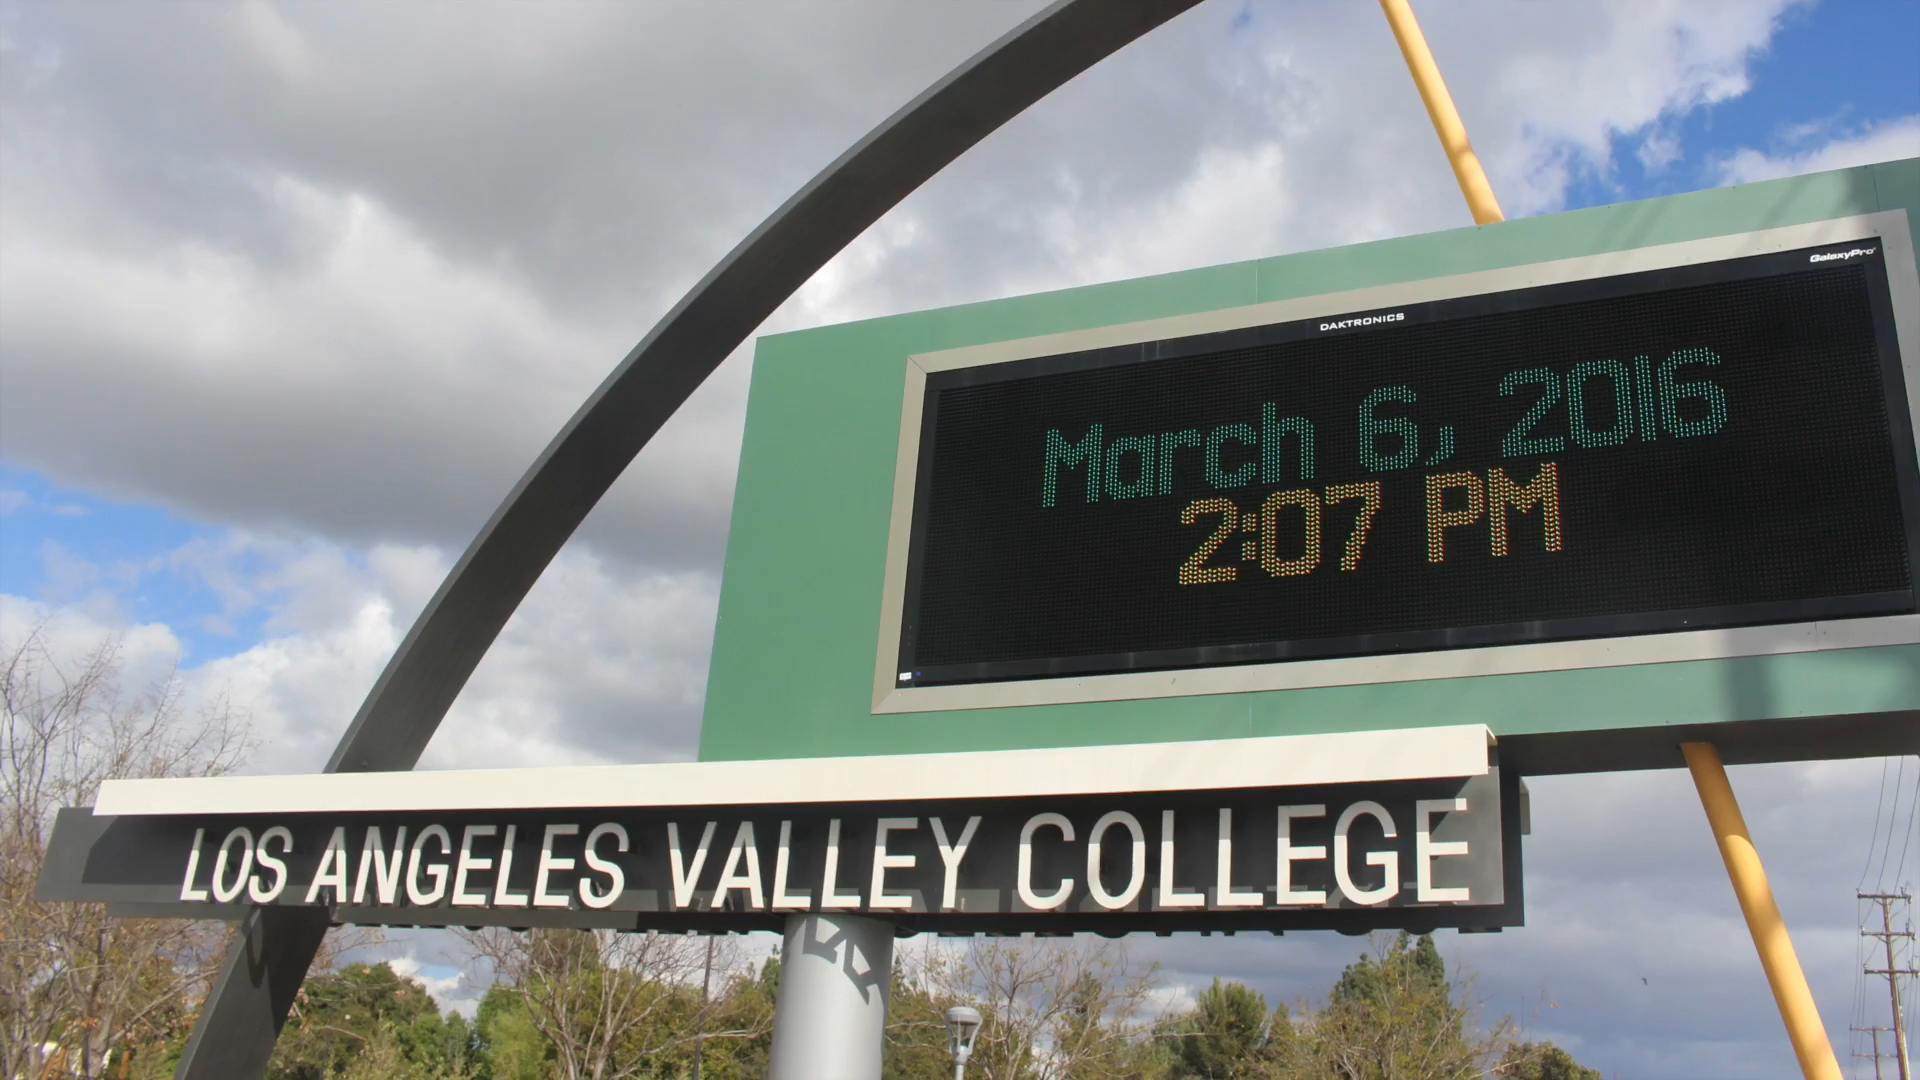 GalaxyPro
DAKTRONICS
March 6, 2016
2:07 PM
LOS ANGELES VALLEY COLLEGE